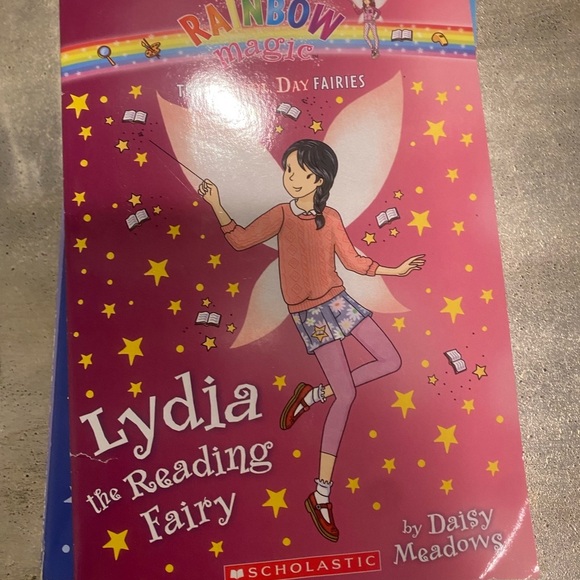 RAINBOW
magic
DAY FAIRIES
Lydia
the Reading
Fairy
by Daisy
Meadows
SCHOLASTIC